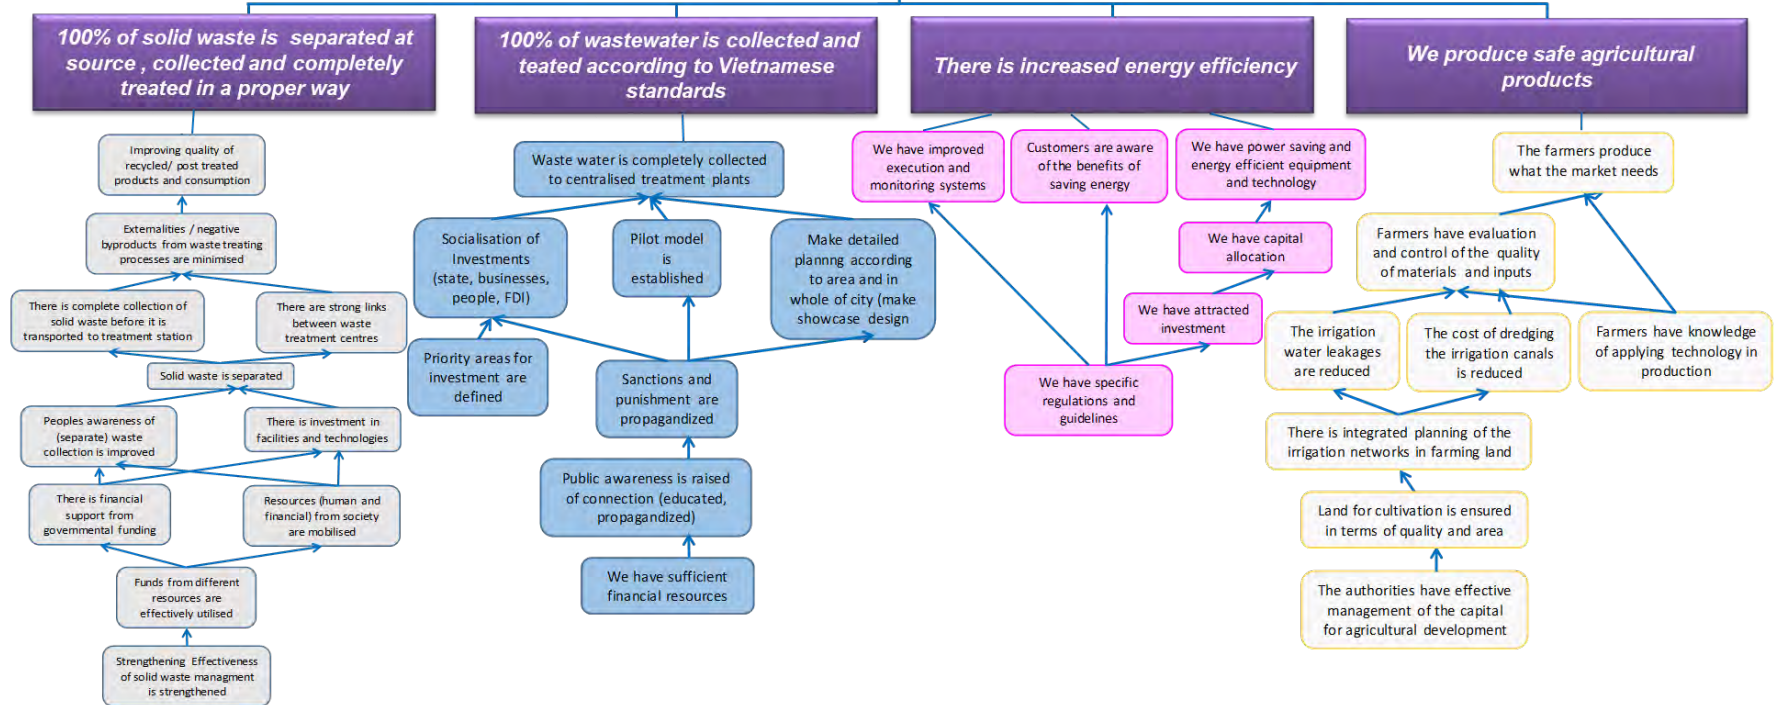 100% of solid waste is separated at
source , collected and completely
treated in a proper way
100% of wastewater is collected and
teated according to Vietnamese
standards
There is increased energy efficiency
We produce safe agricultural
products
Improving quality of
recycled/ post treated
products and consumption
Externalities / negative
byproducts from waste treating
processes are minimised
There is complete collection of
solid waste before it is
transported to treatment station
There are strong links
between waste
treatment centres
Solid waste is separated
Peoples awareness of
(separate) waste
collection is improved
There is investment in
facilities and technologies
There is financial
support from
governmental funding
Resources (human and
financial) from society
are mobilised
Funds from different
resources are
effectively utilised
Strengthening Effectiveness
of solid waste managment
is strengthened
Waste water is completely collected
to centralised treatment plants
Socialisation of
Investments
(state, businesses,
people, FDI)
Pilot model
is
established
Make detailed
planng according
to area and in
whole of city (make
showcase design
Priority areas for
investment are
defined
Sanctions and
punishment are
propagandized
Public awareness is raised
of connection (educated,
propagandized)
We have sufficient
financial resources
We have improved
execution and
monitoring systems
Customers are aware
of the benefits of
saving energy
We have power saving and
energy efficient equipment
and technology
We have capital
allocation
We have attracted
investment
We have specific
regulations and
guidelines
The farmers produce
what the market needs
Farmers have evaluation
and control of the quality
of materials and inputs
The irrigation
water leakages
are reduced
The cost of dredging
the irrigation canals
is reduced
Farmers have knowledge
of applying technology in
production
There is integrated planning of the
irrigation networks in farming land
Land for cultivation is ensured
in terms of quality and area
The authorities have effective
management of the capital
for agricultural development